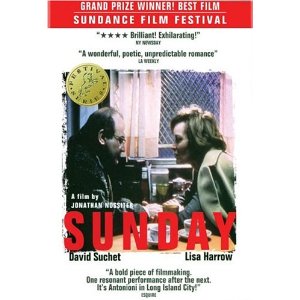 GRAND PRIZE WINNER! BEST FILM
SUNDANCE FILM FESTIVAL
"★★★★ Brilliant! Exhilarating!"
NY NEWSDAY
"A wonderful, poetic, unpredictable romance"
LA WEEKLY
A film by
JONATHAN NOSSITER
SUNDAY
David Suchet
Lisa Harrow
"A bold piece of filmmaking.
One resonant performance after the next.
It's Antonioni in Long Island City!"
ESQUIRE